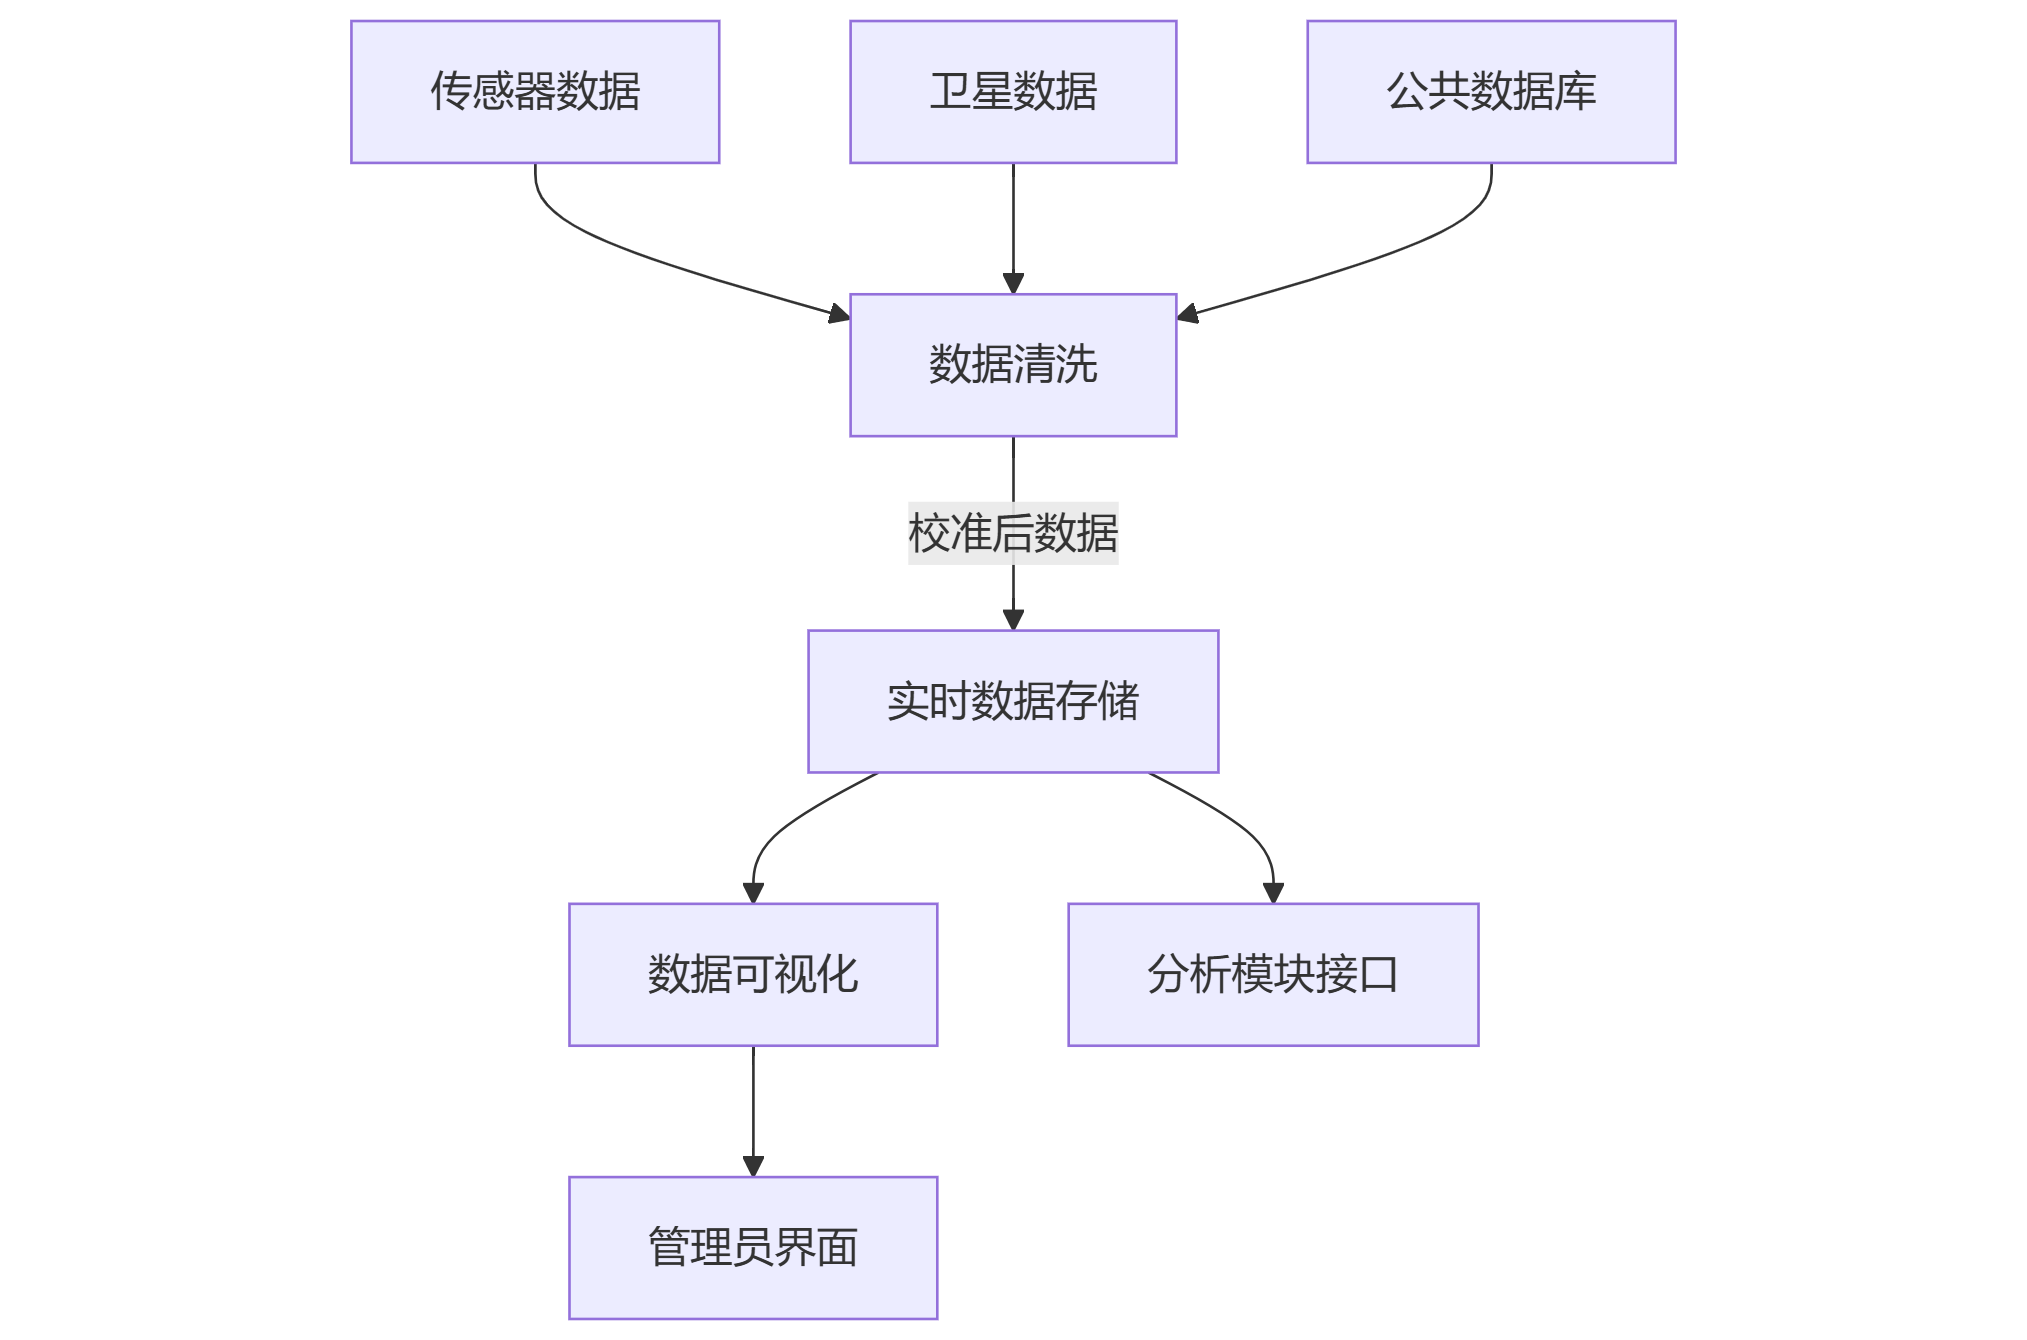 传感器数据
卫星数据
公共数据库
数据清洗
校准后数据
实时数据存储
数据可视化
分析模块接口
管理员界面